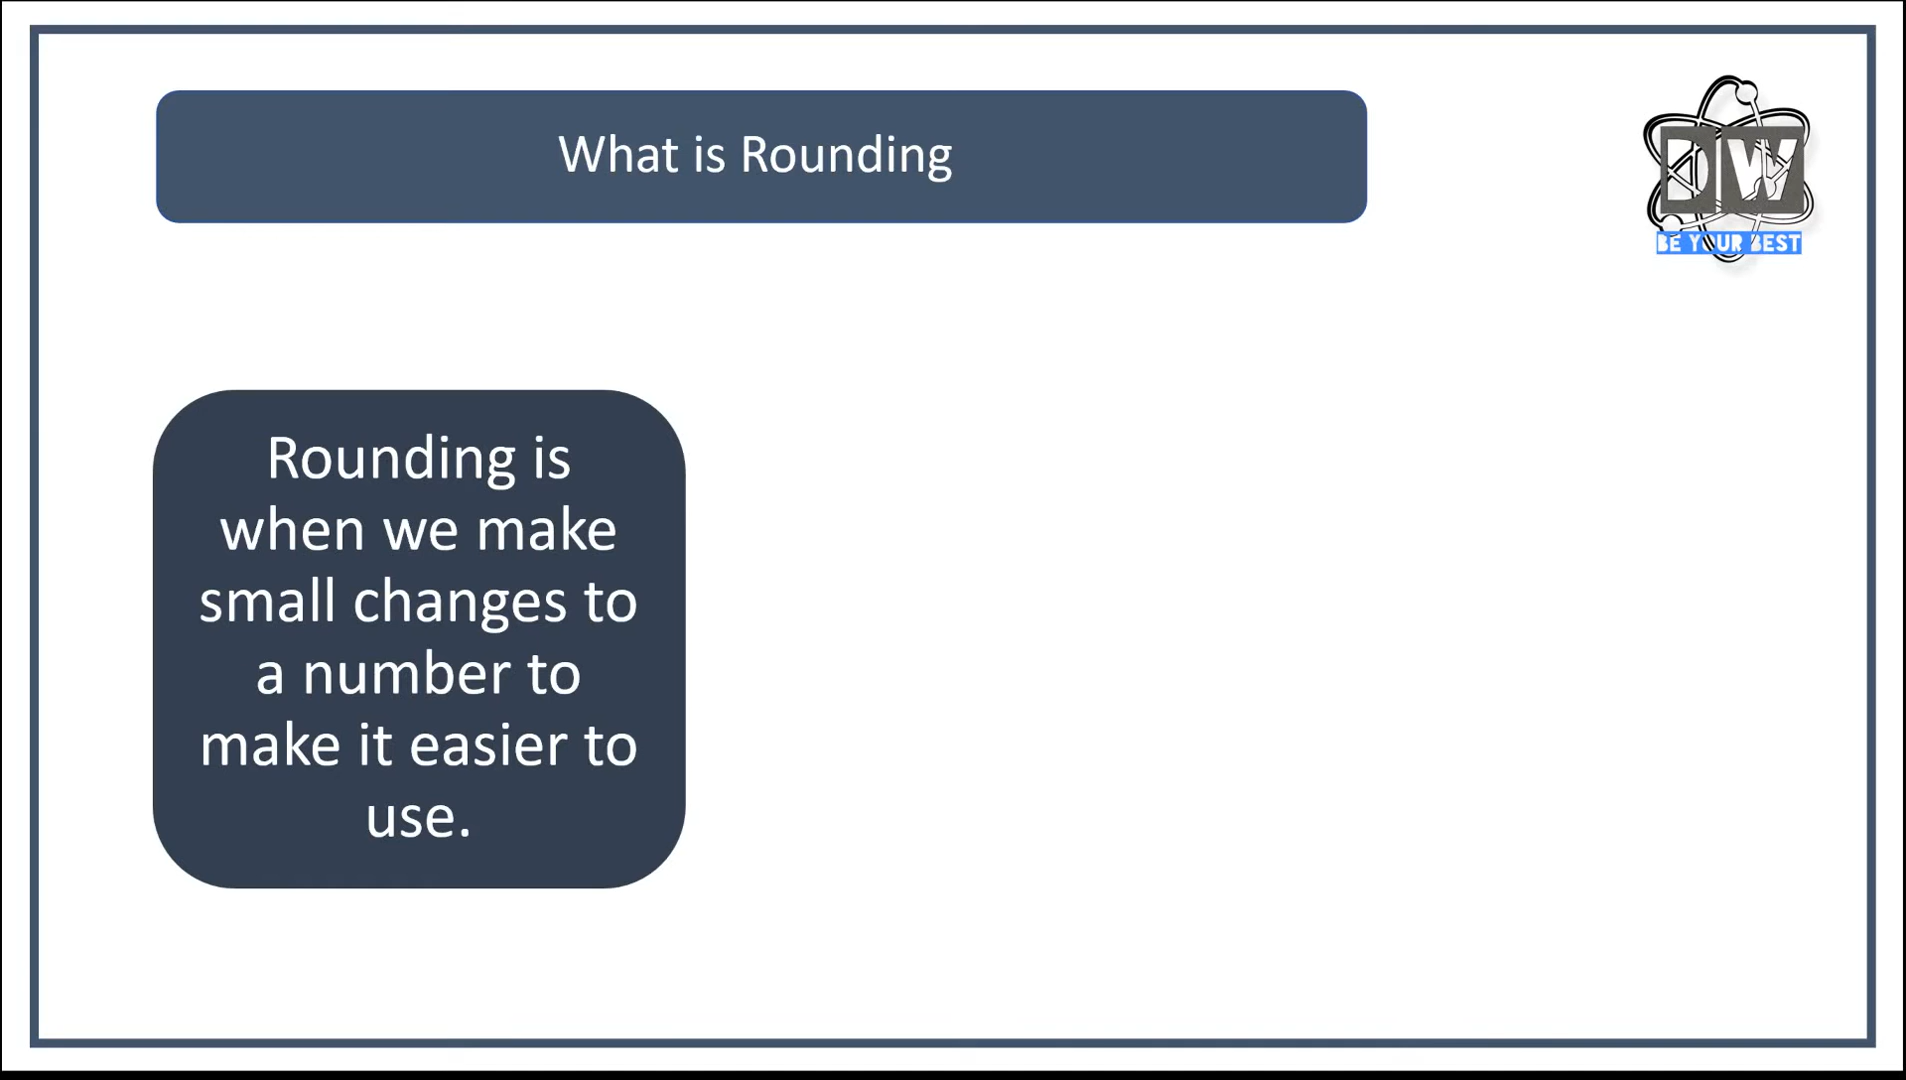 What is Rounding
DW
BE YOUR BEST
Rounding is
when we make
small changes to
a number to
make it easier to
use.